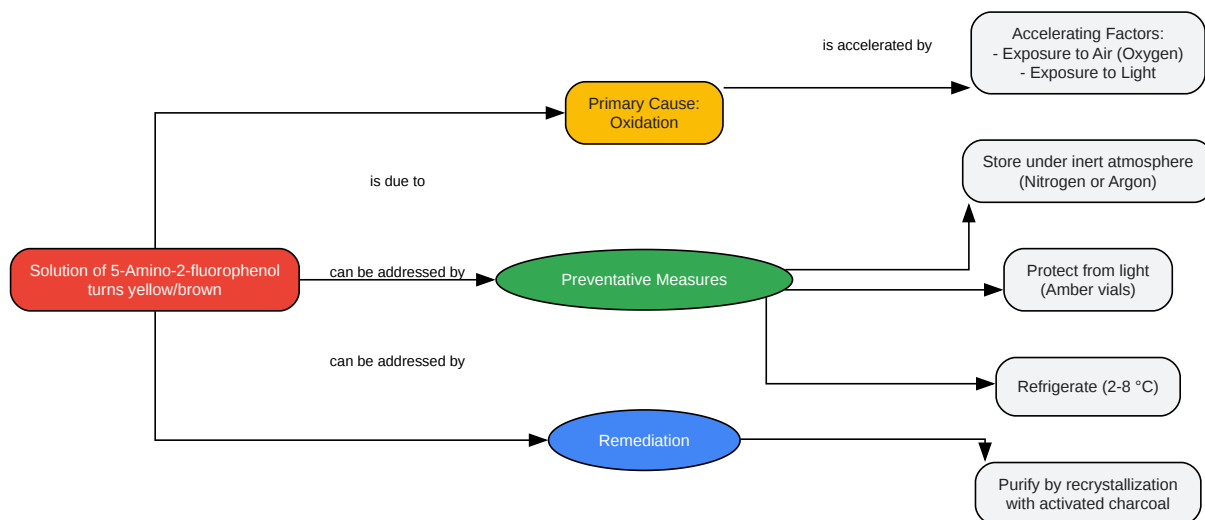 Accelerating Factors:
- Exposure to Air (Oxygen)
- Exposure to Light
is accelerated by
Primary Cause:
Oxidation
Store under inert atmosphere
(Nitrogen or Argon)
is due to
Solution of 5-Amino-2-fluorophenol
turns yellow/brown
can be addressed by
Preventative Measures
Protect from light
(Amber vials)
can be addressed by
Refrigerate (2-8 °C)
Remediation
Purify by recrystallization
with activated charcoal